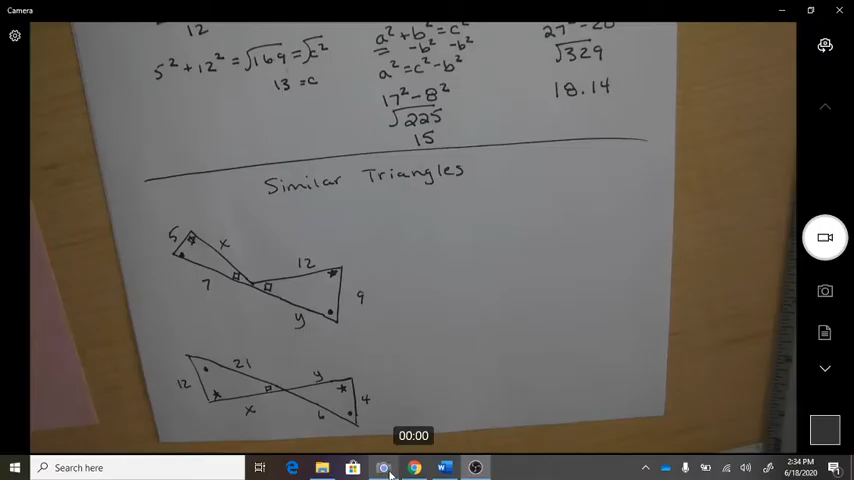 Camera
12
5² + 12² = √169 = √c²
13 = c
a² + b² = c²
-b² -b²
a² = c² - b²
17² - 8²
√225
15
27² - 20
√329
18.14
Similar Triangles
5
x
7
12
9
y
21
12
x
y
4
6
00:00
Search here
2:34 PM
6/18/2020